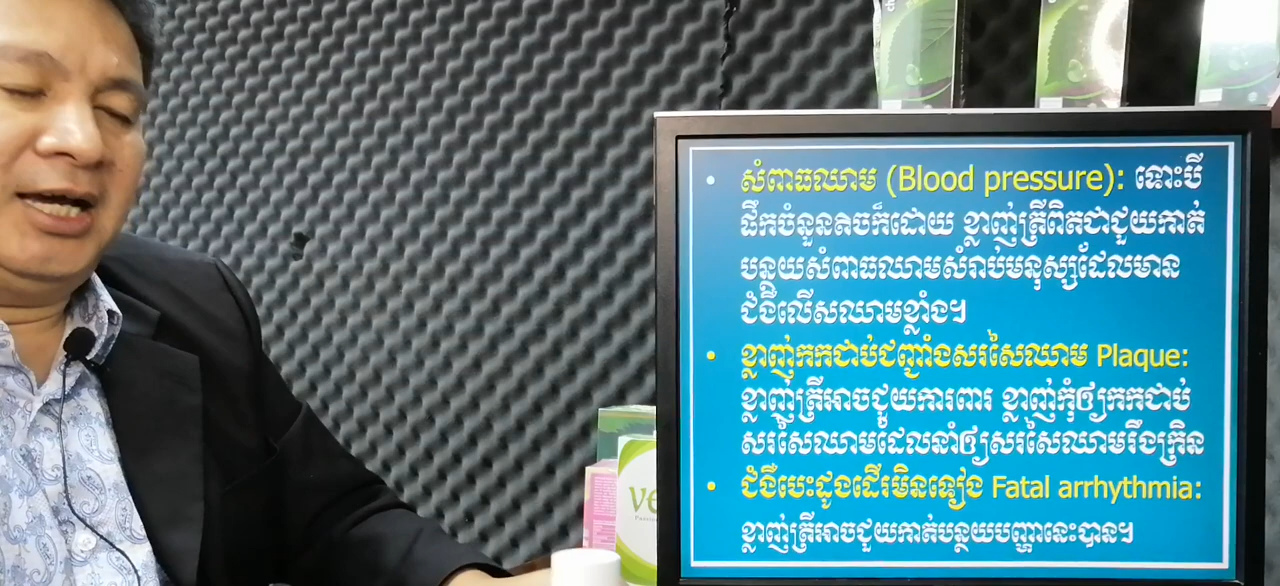 • សំពាធឈាម (Blood pressure): ទោះបី
ផឹកចំនួនតិចក៏ដោយ ខ្លាញ់ត្រីពិតជាជួយកាត់
បន្ថយសំពាធឈាមសំរាប់មនុស្សដែលមាន
ជំងឺលើសឈាមខ្លាំង។
• ខ្លាញ់កកជាប់ជញ្ជាំងសរសៃឈាម Plaque:
ខ្លាញ់ត្រីអាចជួយការពារ ខ្លាញ់កុំឲ្យកកជាប់
សរសៃឈាមដែលនាំឲ្យសរសៃឈាមរឹងក្រិន
• ជំងឺបេះដូងដើរមិនទៀង Fatal arrhythmia:
ខ្លាញ់ត្រីអាចជួយកាត់បន្ថយបញ្ហានេះបាន។